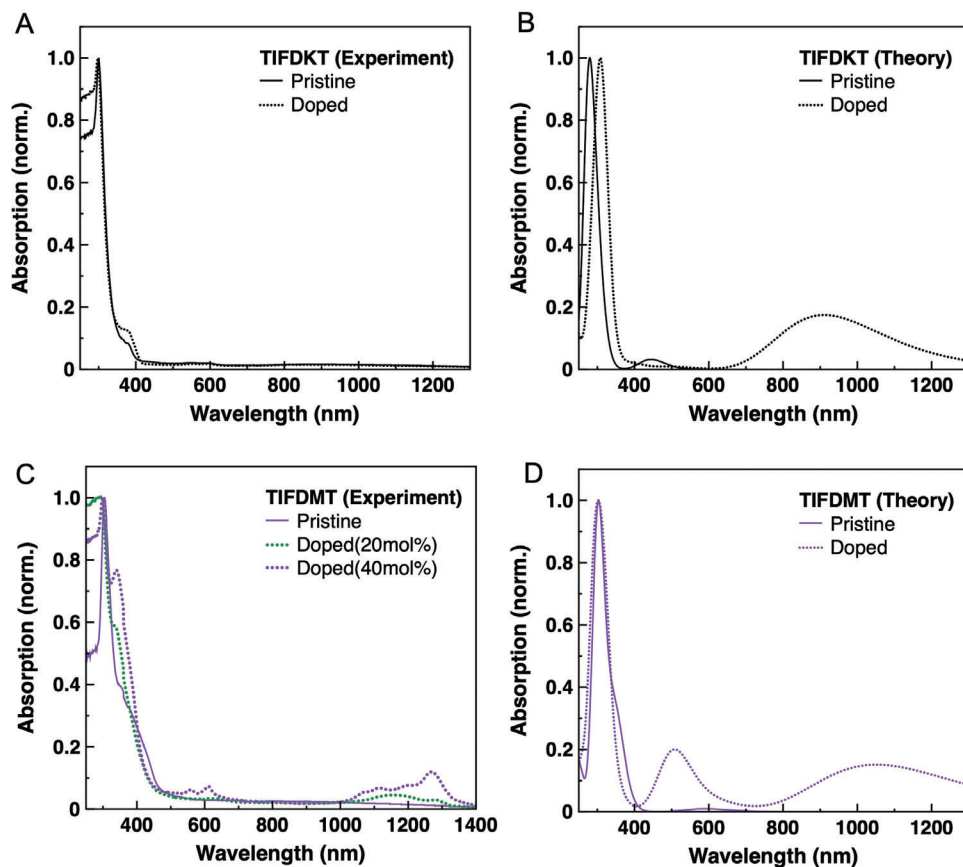 A
TIFDKT (Experiment)
Pristine
Doped
1.0
0.8
0.6
0.4
0.2
0
Absorption (norm.)
400
600
800
1000
1200
Wavelength (nm)
B
TIFDKT (Theory)
Pristine
Doped
1.0
0.8
0.6
0.4
0.2
0
Absorption (norm.)
400
600
800
1000
1200
Wavelength (nm)
C
TIFDMT (Experiment)
Pristine
Doped(20mol%)
Doped(40mol%)
1.0
0.8
0.6
0.4
0.2
0
Absorption (norm.)
400
600
800
1000
1200
1400
Wavelength (nm)
D
TIFDMT (Theory)
Pristine
Doped
1.0
0.8
0.6
0.4
0.2
0
Absorption (norm.)
400
600
800
1000
1200
Wavelength (nm)